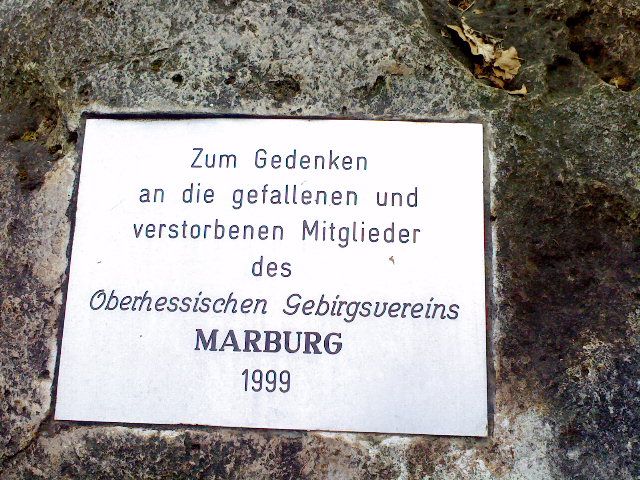 Zum Gedenken
an die gefallenen und
verstorbenen Mitglieder
des
Oberhessischen Gebirgsvereins
MARBURG
1999